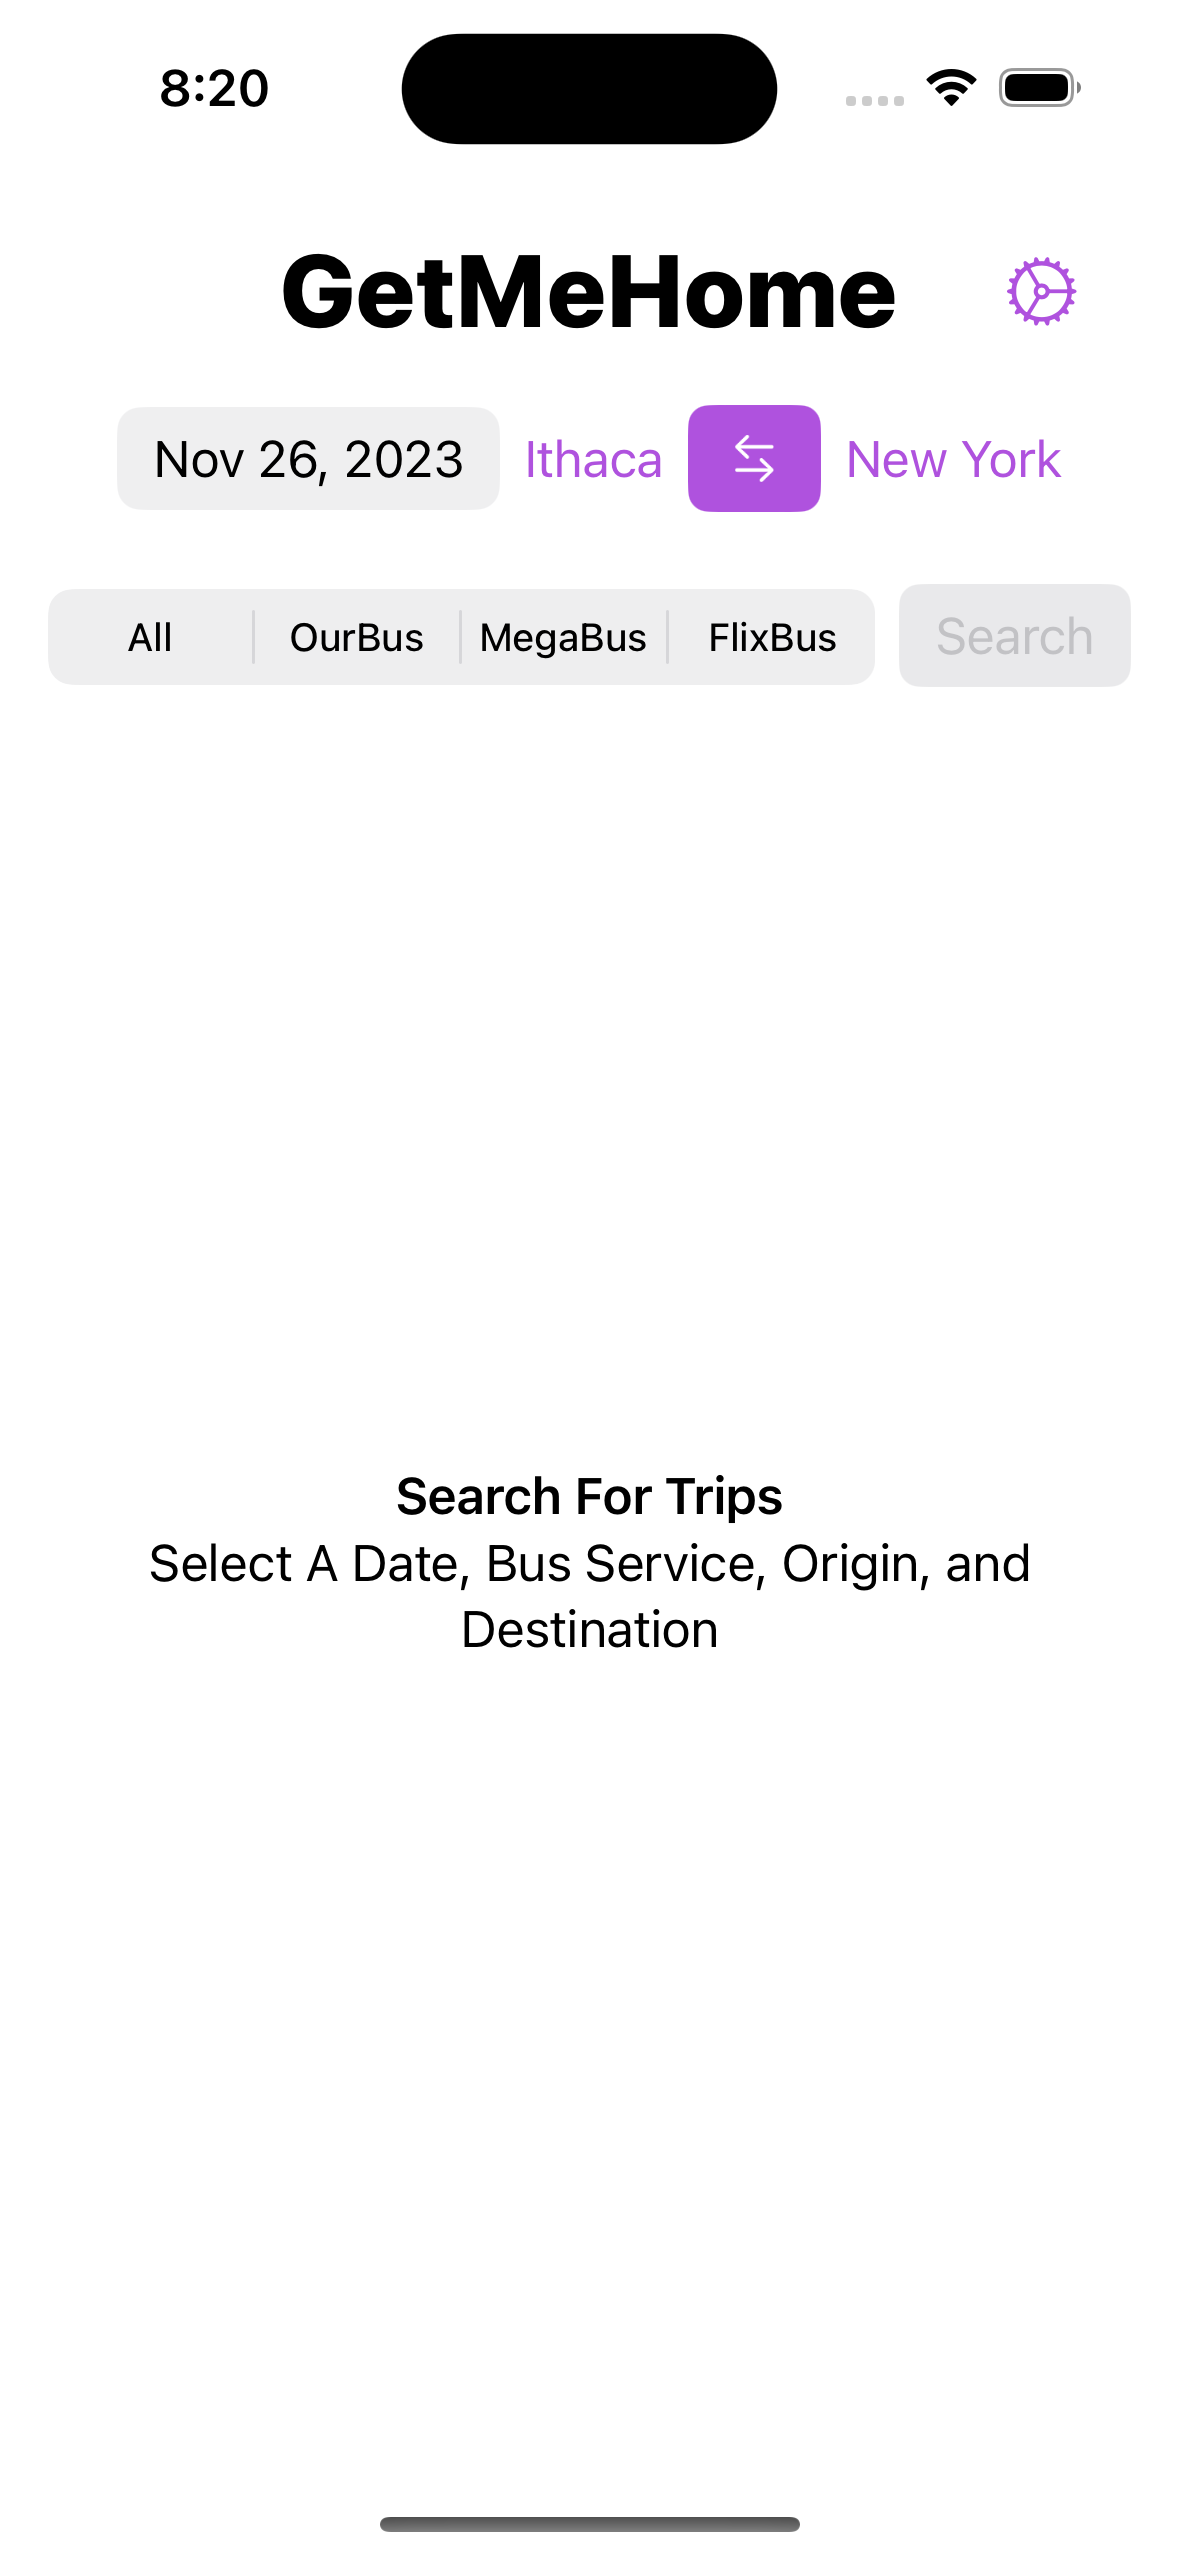 8:20
GetMeHome
Nov 26, 2023 Ithaca New York
All OurBus MegaBus FlixBus Search
Search For Trips
Select A Date, Bus Service, Origin, and
Destination